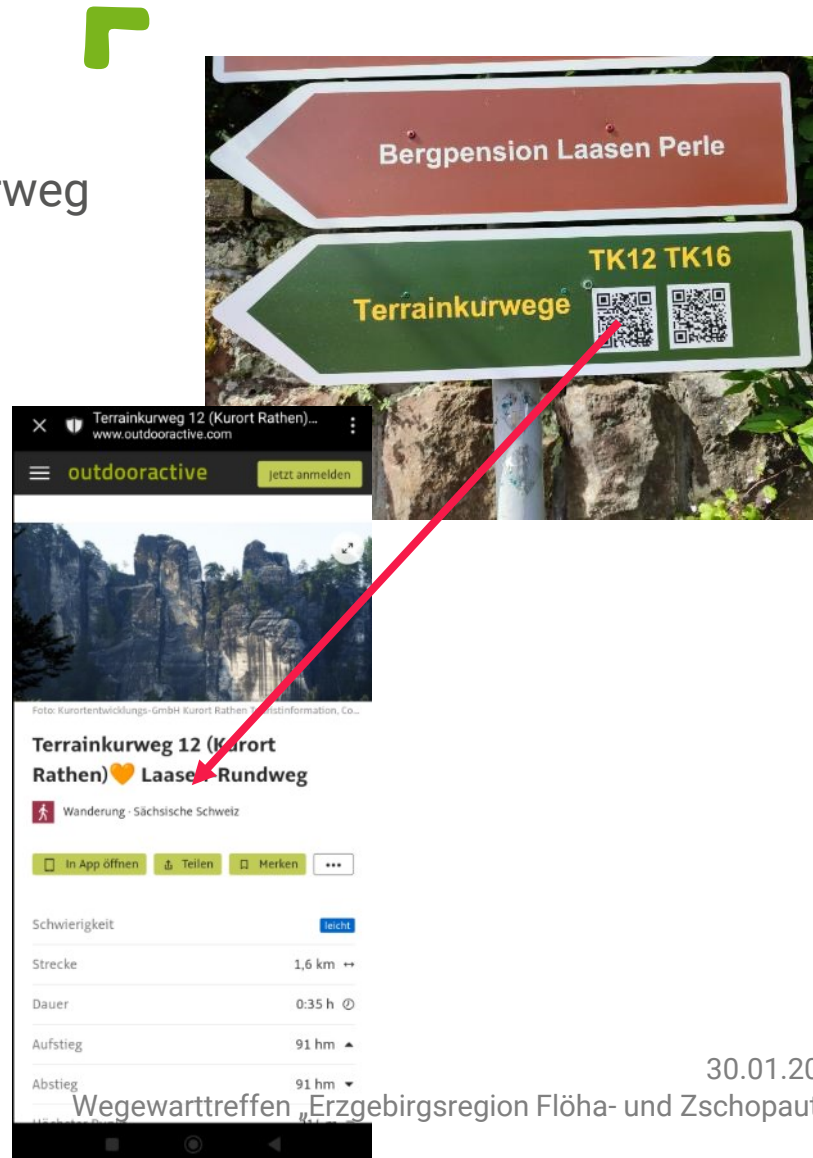 rweg
Bergpension Laasen Perle
TK12 TK16
Terrainkurwege
Terrainkurweg 12 (Kurort Rathen)...
www.outdooractive.com
outdooractive
Jetzt anmelden
Foto: Kurortentwicklungs-GmbH Kurort Rathen Touristinformation, Co...
Terrainkurweg 12 (Kurort
Rathen)🧡 Laasen-Rundweg
Wanderung · Sächsische Schweiz
In App öffnen
Teilen
Merken
Schwierigkeit
leicht
Strecke
1,6 km
Dauer
0:35 h
Aufstieg
91 hm
Abstieg
91 hm
30.01.20
Wegewarttreffen „Erzgebirgsregion Flöha- und Zschopaut